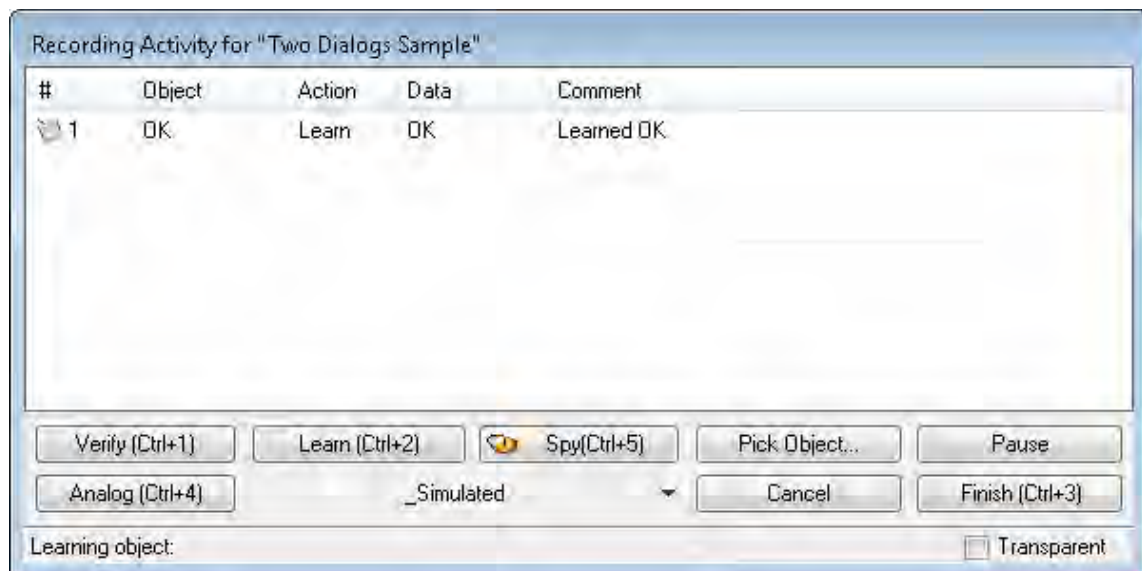 Recording Activity for "Two Dialogs Sample"
# Object Action Data Comment
1 OK Learn OK Learned OK
Verify (Ctrl+1) Learn (Ctrl+2) Spy(Ctrl+5) Pick Object... Pause
Analog (Ctrl+4) _Simulated Cancel Finish (Ctrl+3)
Learning object: Transparent